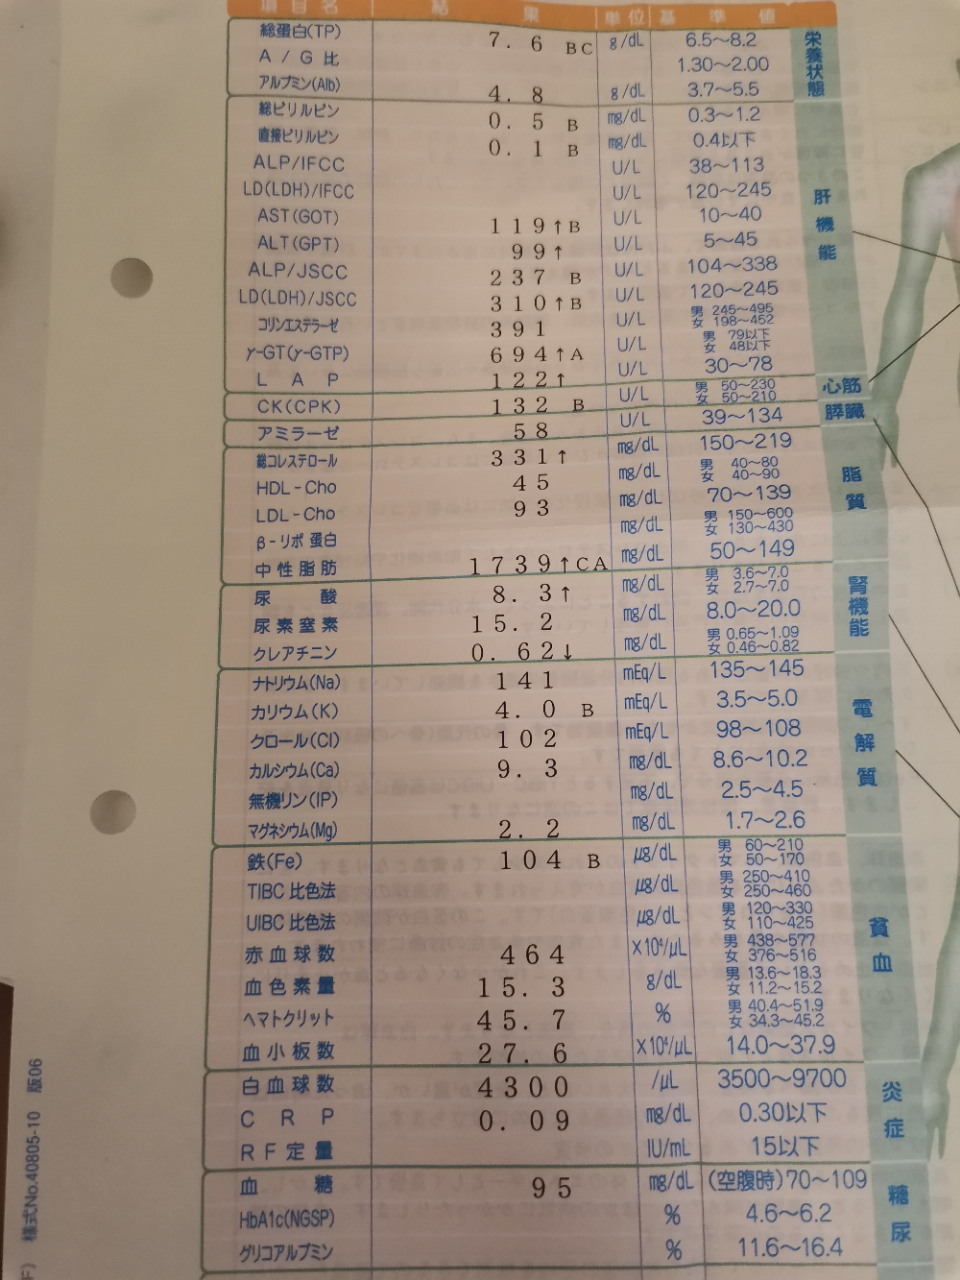 項目名 結果 単位 基準値
総蛋白(TP) 7.6 BC g/dL 6.5～8.2 栄養状態
A/G比 1.30～2.00
アルブミン(Alb) 4.8 g/dL 3.7～5.5
総ビリルビン 0.5 B mg/dL 0.3～1.2 肝機能
直接ビリルビン 0.1 B mg/dL 0.4以下
ALP/IFCC U/L 38～113
LD(LDH)/IFCC U/L 120～245
AST(GOT) 119↑B U/L 10～40
ALT(GPT) 99↑ U/L 5～45
ALP/JSCC 237 B U/L 104～338
LD(LDH)/JSCC 310↑B U/L 120～245
コリンエステラーゼ 391 U/L 男 245～495 女 198～452
γ-GT(γ-GTP) 694↑A U/L 男 79以下 女 48以下
LAP 122↑ U/L 30～78
CK(CPK) 132 B U/L 男 50～230 女 50～210 心筋
アミラーゼ 58 U/L 39～134 膵臓
総コレステロール 331↑ mg/dL 150～219 脂質
HDL-Cho 45 mg/dL 男 40～80 女 40～90
LDL-Cho 93 mg/dL 70～139
β-リポ蛋白 mg/dL 男 150～600 女 130～430
中性脂肪 1739↑CA mg/dL 50～149
尿酸 8.3↑ mg/dL 男 3.6～7.0 女 2.7～7.0 腎機能
尿素窒素 15.2 mg/dL 8.0～20.0
クレアチニン 0.62↓ mg/dL 男 0.65～1.09 女 0.46～0.82
ナトリウム(Na) 141 mEq/L 135～145 電解質
カリウム(K) 4.0 B mEq/L 3.5～5.0
クロール(Cl) 102 mEq/L 98～108
カルシウム(Ca) 9.3 mg/dL 8.6～10.2
無機リン(IP) mg/dL 2.5～4.5
マグネシウム(Mg) 2.2 mg/dL 1.7～2.6
鉄(Fe) 104 B μg/dL 男 60～210 女 50～170 貧血
TIBC比色法 μg/dL 男 250～410 女 250～460
UIBC比色法 μg/dL 男 120～330 女 110～425
赤血球数 464 ×10⁴/μL 男 438～577 女 376～516
血色素量 15.3 g/dL 男 13.6～18.3 女 11.2～15.2
ヘマトクリット 45.7 % 男 40.4～51.9 女 34.3～45.2
血小板数 27.6 ×10⁴/μL 14.0～37.9
白血球数 4300 /μL 3500～9700 炎症
CRP 0.09 mg/dL 0.30以下
RF定量 IU/mL 15以下
血糖 95 mg/dL (空腹時)70～109 糖尿
HbA1c(NGSP) % 4.6～6.2
グリコアルブミン % 11.6～16.4
F) 様式No.40805-10 版06